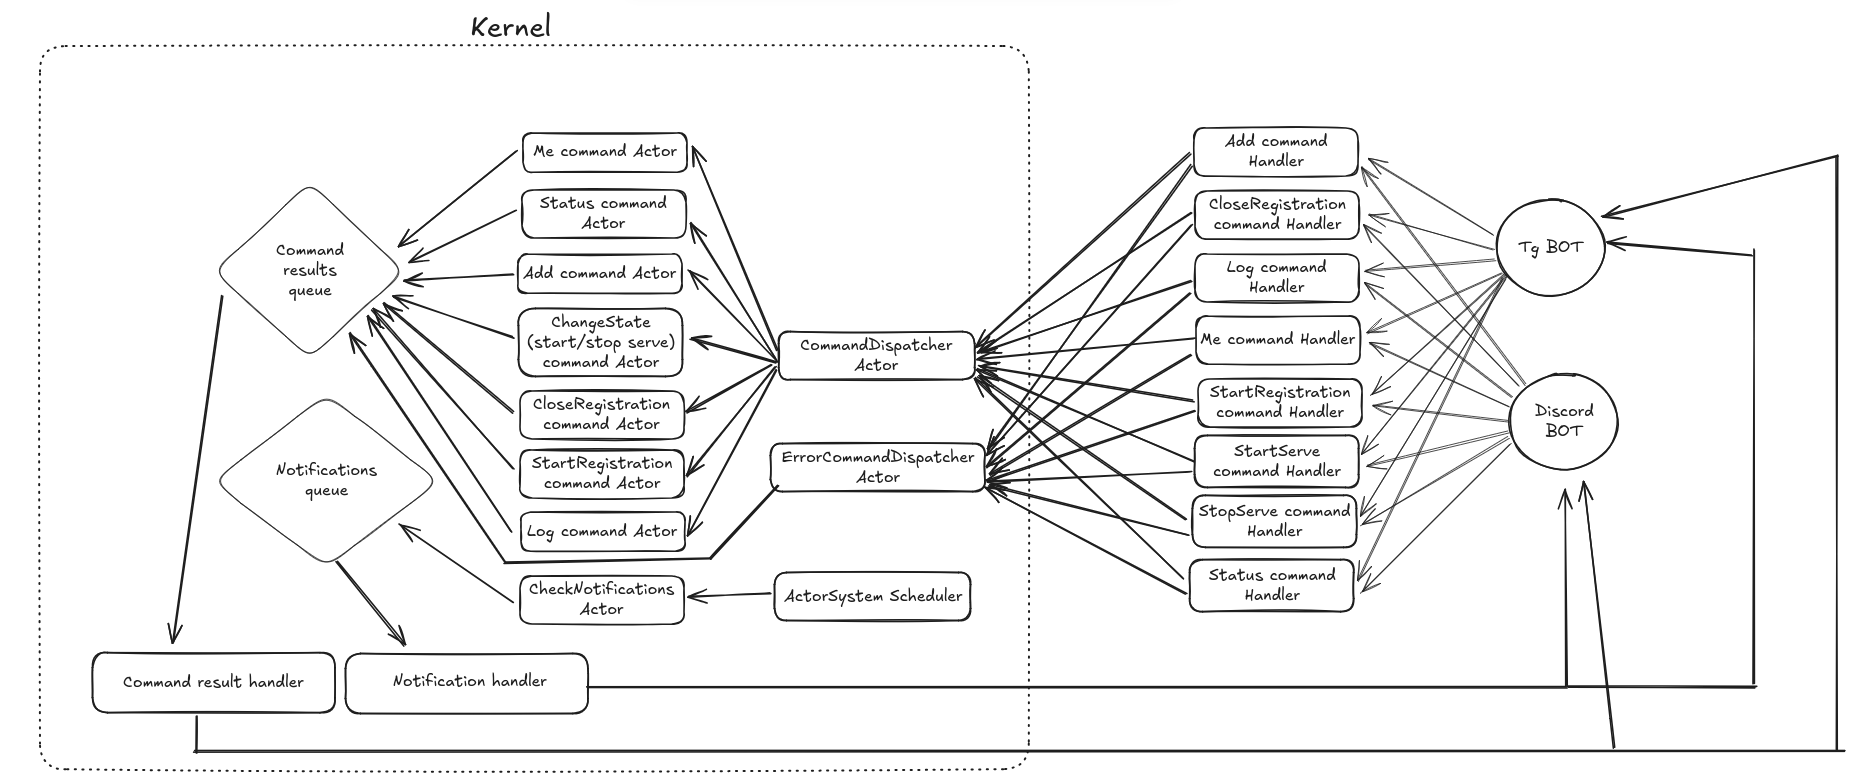 Kernel
Me command Actor
Status command
Actor
Add command Actor
ChangeState
(start/stop serve)
command Actor
CloseRegistration
command Actor
StartRegistration
command Actor
Log command Actor
CheckNotifications
Actor
Command
results
queue
Notifications
queue
Command result handler
Notification handler
CommandDispatcher
Actor
ErrorCommandDispatcher
Actor
ActorSystem Scheduler
Add command
Handler
CloseRegistration
command Handler
Log command
Handler
Me command Handler
StartRegistration
command Handler
StartServe
command Handler
StopServe command
Handler
Status command
Handler
Tg BOT
Discord
BOT